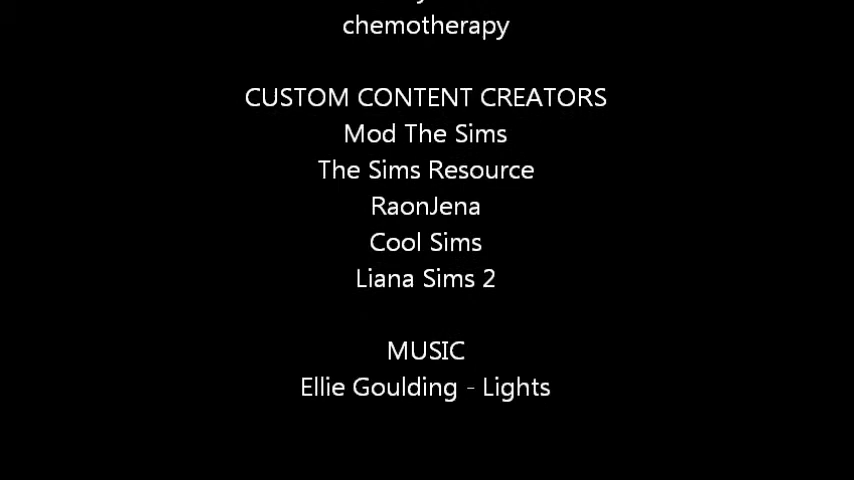 chemotherapy
CUSTOM CONTENT CREATORS
Mod The Sims
The Sims Resource
RaonJena
Cool Sims
Liana Sims 2
MUSIC
Ellie Goulding - Lights